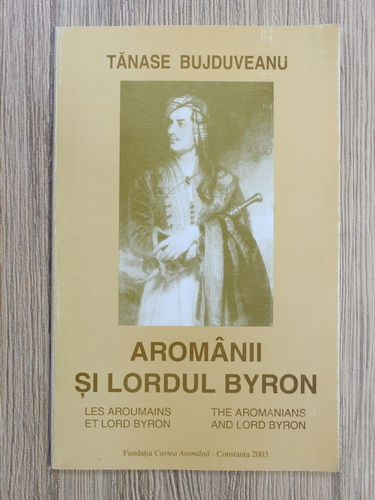 TĂNASE BUJDUVEANU
AROMÂNII
ȘI LORDUL BYRON
LES AROUMAINS
ET LORD BYRON
THE AROMANIANS
AND LORD BYRON
Fundația Cartea Aromână - Constanța 2003